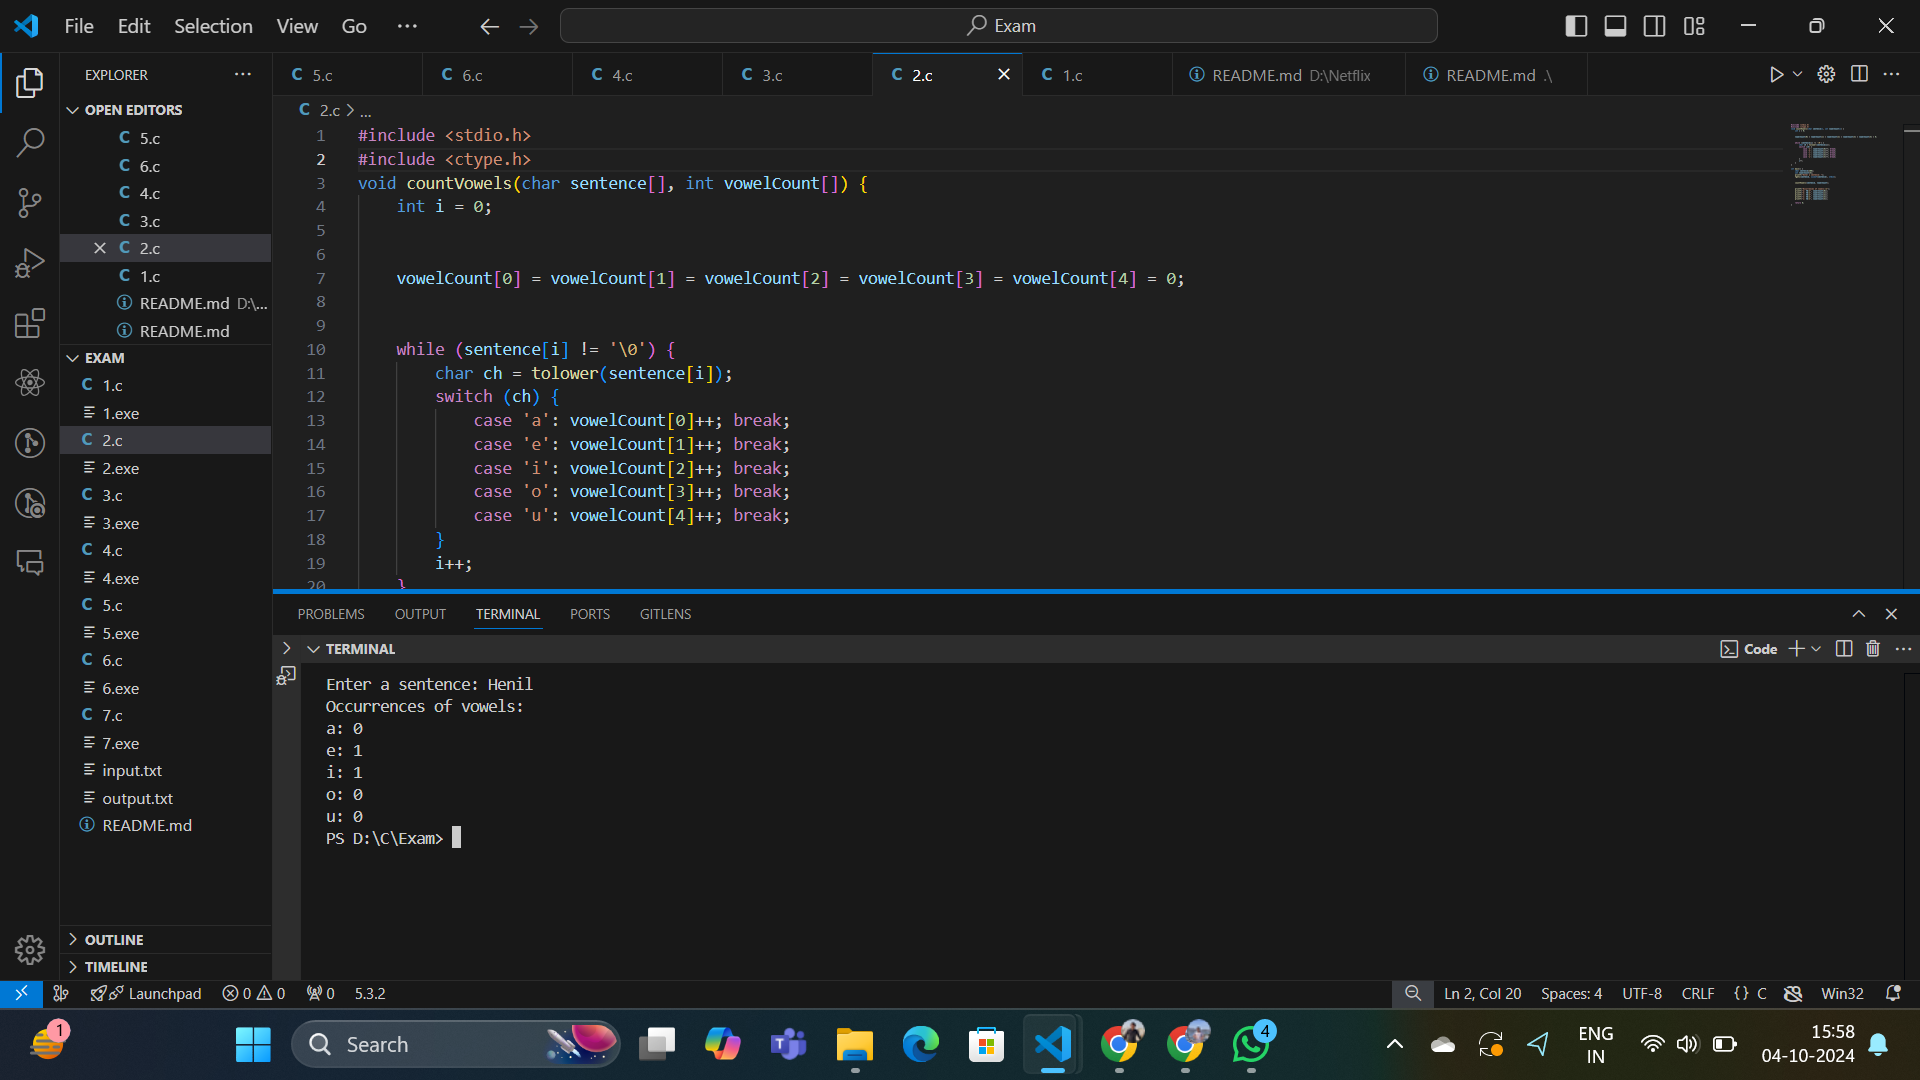 File Edit Selection View Go ··· Exam
EXPLORER ···
OPEN EDITORS
5.c
6.c
4.c
3.c
2.c
1.c
README.md D:\...
README.md
EXAM
1.c
1.exe
2.c
2.exe
3.c
3.exe
4.c
4.exe
5.c
5.exe
6.c
6.exe
7.c
7.exe
input.txt
output.txt
README.md
OUTLINE
TIMELINE
5.c 6.c 4.c 3.c 2.c 1.c README.md D:\Netflix README.md .\
2.c > ...
1 #include <stdio.h>
2 #include <ctype.h>
3 void countVowels(char sentence[], int vowelCount[]) {
4 int i = 0;
5
6
7 vowelCount[0] = vowelCount[1] = vowelCount[2] = vowelCount[3] = vowelCount[4] = 0;
8
9
10 while (sentence[i] != '\0') {
11 char ch = tolower(sentence[i]);
12 switch (ch) {
13 case 'a': vowelCount[0]++; break;
14 case 'e': vowelCount[1]++; break;
15 case 'i': vowelCount[2]++; break;
16 case 'o': vowelCount[3]++; break;
17 case 'u': vowelCount[4]++; break;
18 }
19 i++;
20 }
PROBLEMS OUTPUT TERMINAL PORTS GITLENS
TERMINAL Code
Enter a sentence: Henil
Occurrences of vowels:
a: 0
e: 1
i: 1
o: 0
u: 0
PS D:\C\Exam>
Launchpad 0 0 0 5.3.2 Ln 2, Col 20 Spaces: 4 UTF-8 CRLF {} C Win32
1 Search 4 ENG
IN
15:58
04-10-2024